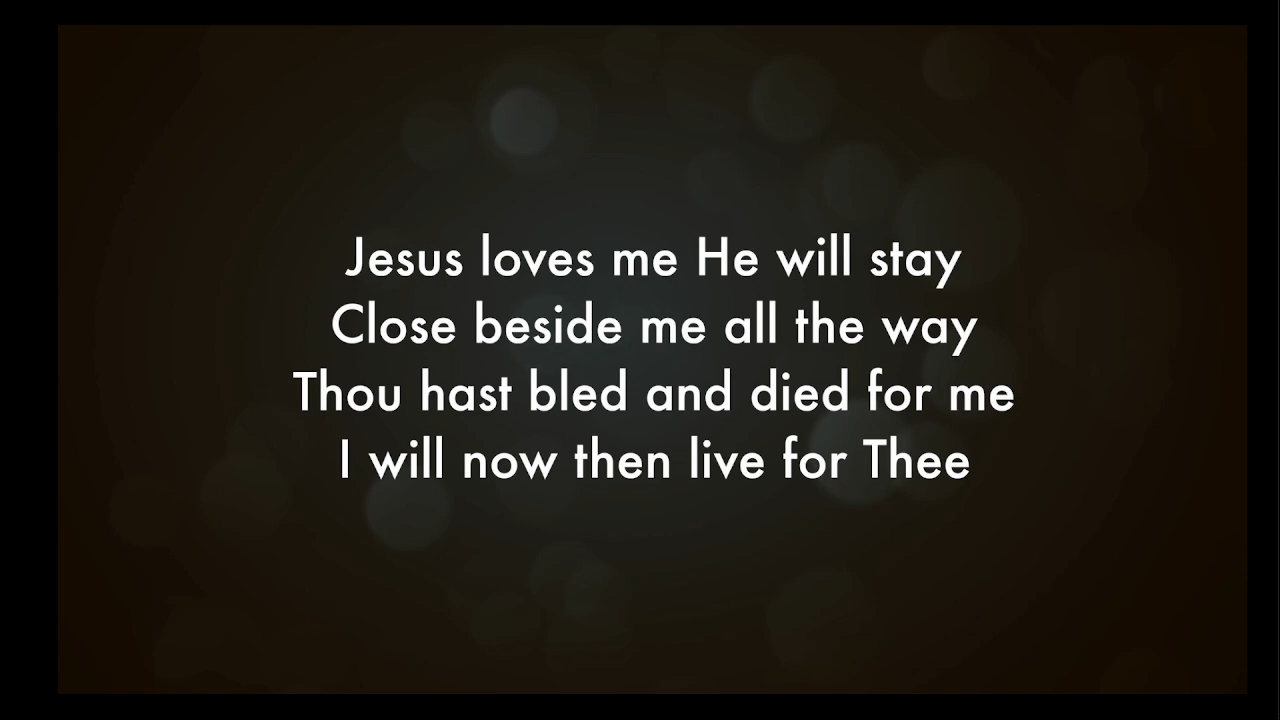 Jesus loves me He will stay
Close beside me all the way
Thou hast bled and died for me
I will now then live for Thee